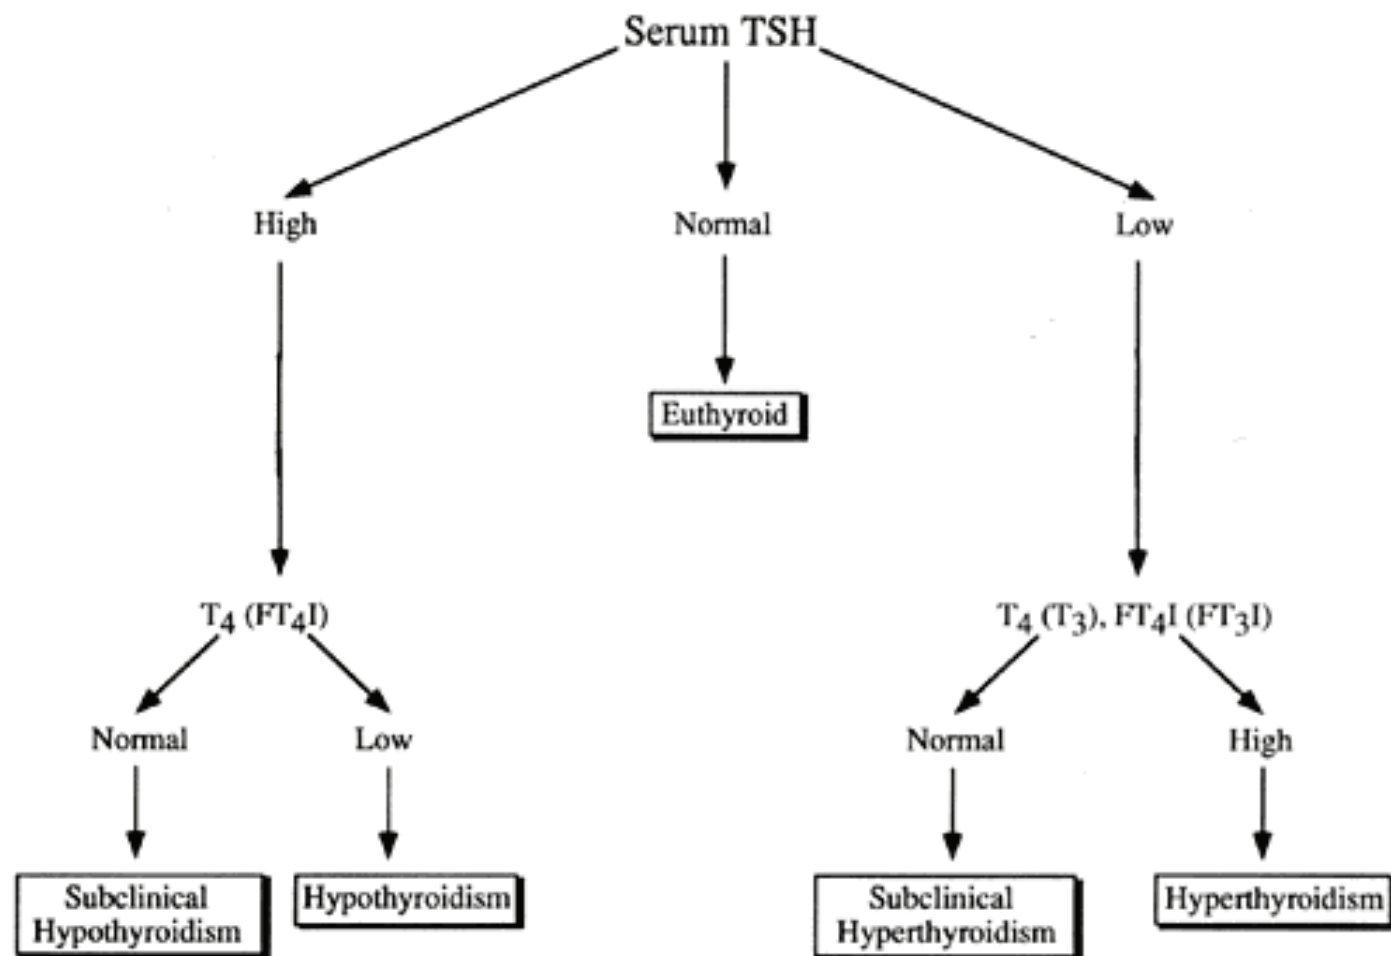 Serum TSH
High
Normal
Low
Euthyroid
T4 (FT4I)
T4 (T3), FT4I (FT3I)
Normal
Low
Normal
High
Subclinical
Hypothyroidism
Hypothyroidism
Subclinical
Hyperthyroidism
Hyperthyroidism